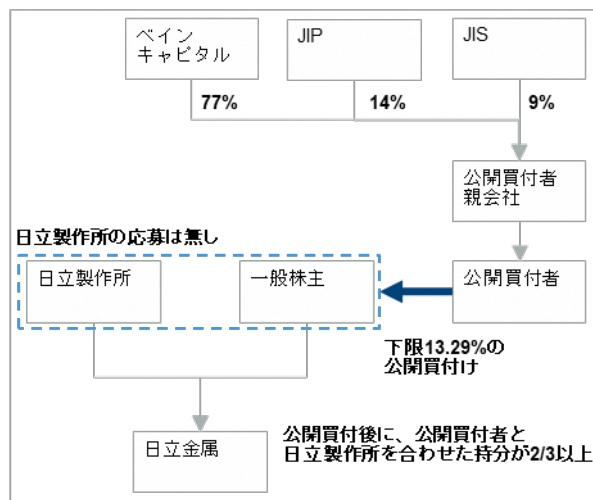 ベイン
キャピタル
JIP
JIS
77%
14%
9%
公開買付者
親会社
日立製作所の応募は無し
日立製作所
一般株主
公開買付者
下限13.29%の
公開買付け
日立金属
公開買付後に、公開買付者と
日立製作所を合わせた持分が2/3以上